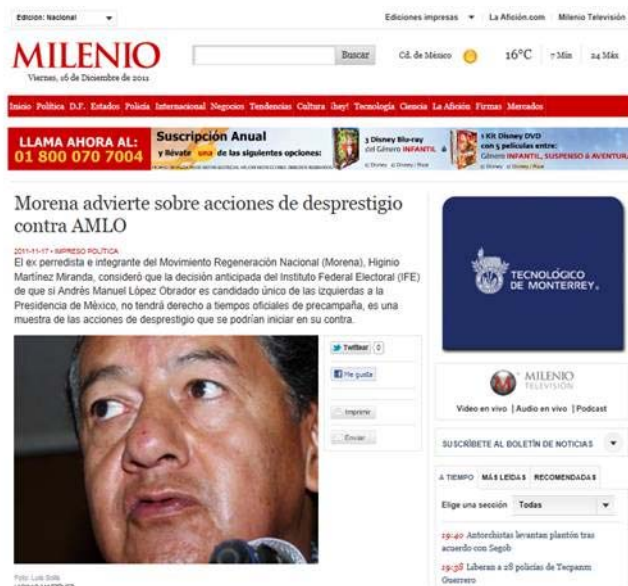 Edición: Nacional
Ediciones impresas ▼ La Afición.com Milenio Televisión
MILENIO
Viernes, 16 de Diciembre de 2011
Buscar
Cd. de México
16°C
7 Mín
24 Máx
Inicio Política D.F. Estados Policía Internacional Negocios Tendencias Cultura ¡hey! Tecnología Ciencia La Afición Firmas Mercados
LLAMA AHORA AL:
01 800 070 7004
Suscripción Anual
y llévate una de las siguientes opciones:
3 Disney Blu-ray
del Género INFANTIL
ó
1 Kit Disney DVD
con 5 películas entre:
Género INFANTIL, SUSPENSO & AVENTURA
Morena advierte sobre acciones de desprestigio
contra AMLO
2011-11-17 • IMPRESO POLÍTICA
El ex perredista e integrante del Movimiento Regeneración Nacional (Morena), Higinio
Martínez Miranda, consideró que la decisión anticipada del Instituto Federal Electoral (IFE)
de que si Andrés Manuel López Obrador es candidato único de las izquierdas a la
Presidencia de México, no tendrá derecho a tiempos oficiales de precampaña, es una
muestra de las acciones de desprestigio que se podrían iniciar en su contra.
Twittear 0
Me gusta
Imprimir
Enviar
Foto: Luis Solís
TECNOLÓGICO
DE MONTERREY.
MILENIO
TELEVISIÓN
Video en vivo | Audio en vivo | Podcast
SUSCRÍBETE AL BOLETÍN DE NOTICIAS
A TIEMPO MÁS LEÍDAS RECOMENDADAS
Elige una sección Todas
19:40 Antorchistas levantan plantón tras
acuerdo con Segob
19:38 Liberan a 28 policías de Tecpanm
Guerrero